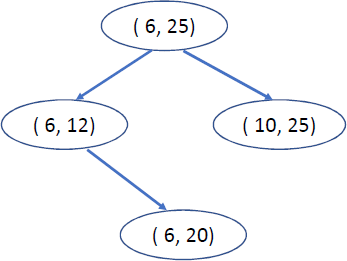 ( 6, 25)
( 6, 12)
( 10, 25)
( 6, 20)